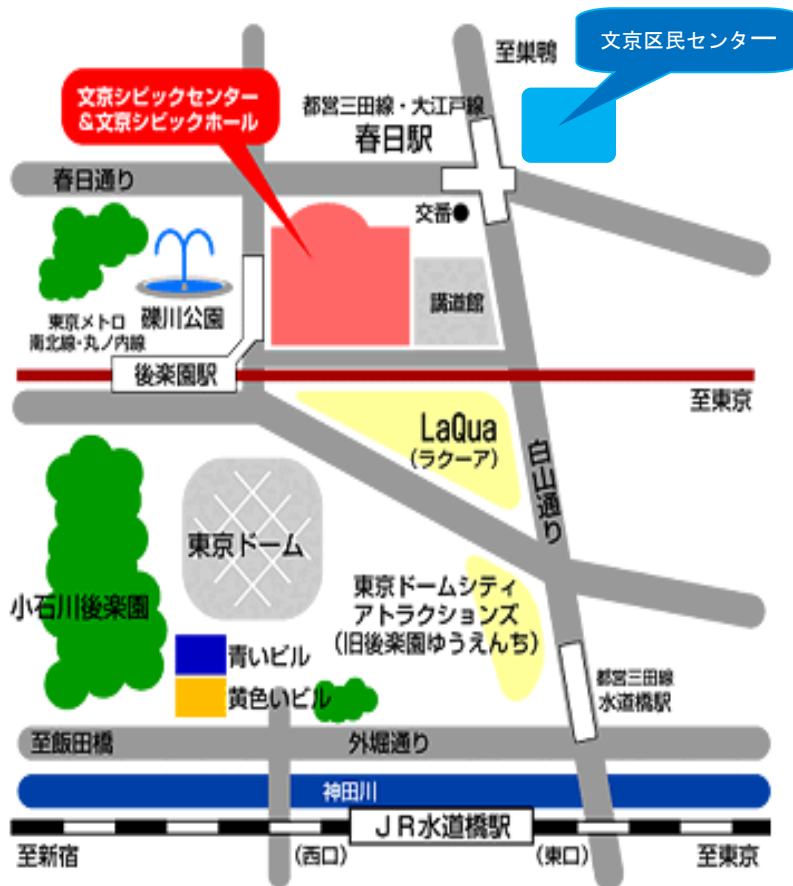 至巣鴨
文京区民センター
文京シビックセンター
＆文京シビックホール
都営三田線・大江戸線
春日駅
春日通り
交番●
講道館
東京メトロ
南北線・丸ノ内線
礫川公園
後楽園駅
至東京
LaQua
（ラクーア）
白山通り
東京ドーム
小石川後楽園
東京ドームシティ
アトラクションズ
（旧後楽園ゆうえんち）
青いビル
黄色いビル
都営三田線
水道橋駅
至飯田橋
外堀通り
神田川
ＪＲ水道橋駅
至新宿
（西口）
（東口）
至東京